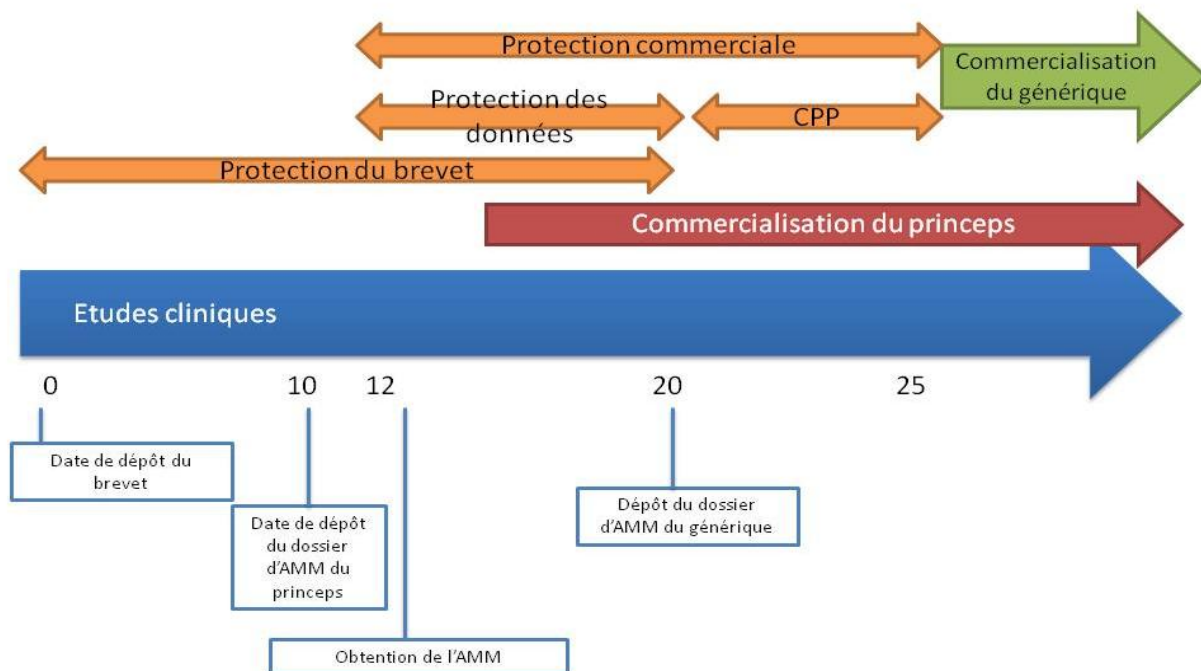 Protection commerciale
Commercialisation
du générique
Protection des
données
CPP
Protection du brevet
Commercialisation du princeps
Etudes cliniques
0
10
12
20
25
Date de dépôt du
brevet
Date de dépôt
du dossier
d'AMM du
princeps
Dépôt du dossier
d'AMM du générique
Obtention de l'AMM